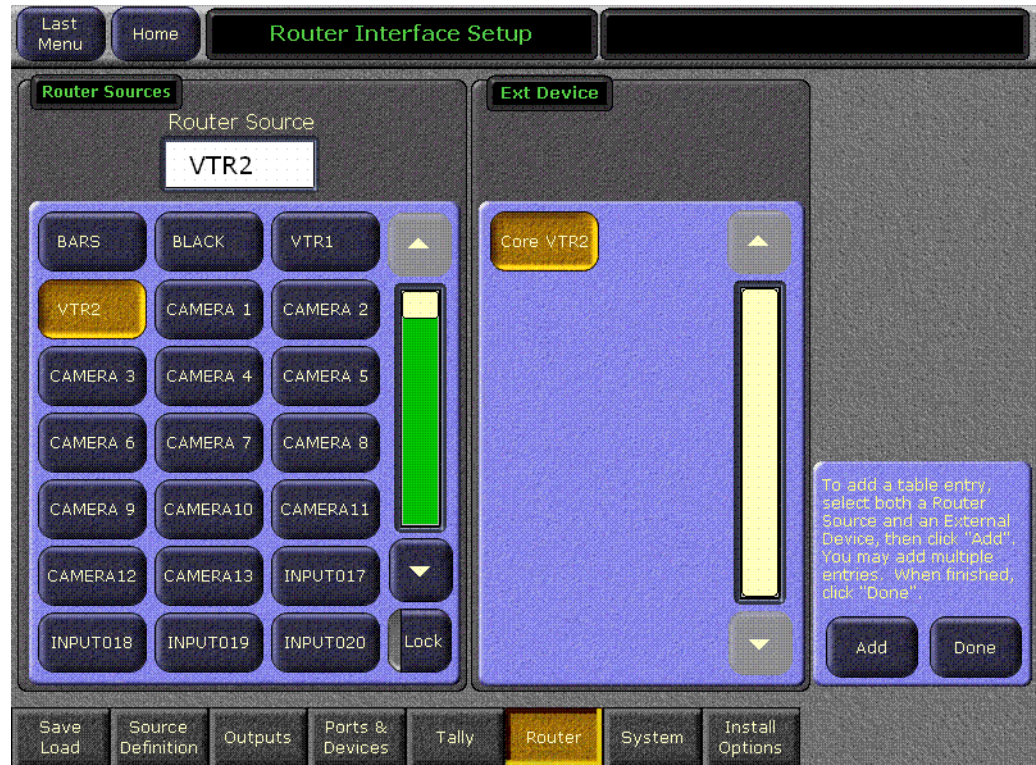 Last
Menu
Home
Router Interface Setup
Router Sources
Router Source
VTR2
BARS
BLACK
VTR1
VTR2
CAMERA 1
CAMERA 2
CAMERA 3
CAMERA 4
CAMERA 5
CAMERA 6
CAMERA 7
CAMERA 8
CAMERA 9
CAMERA10
CAMERA11
CAMERA12
CAMERA13
INPUT017
INPUT018
INPUT019
INPUT020
Lock
Ext Device
Core VTR2
To add a table entry,
select both a Router
Source and an External
Device, then click "Add".
You may add multiple
entries. When finished,
click "Done".
Add
Done
Save
Load
Source
Definition
Outputs
Ports &
Devices
Tally
Router
System
Install
Options